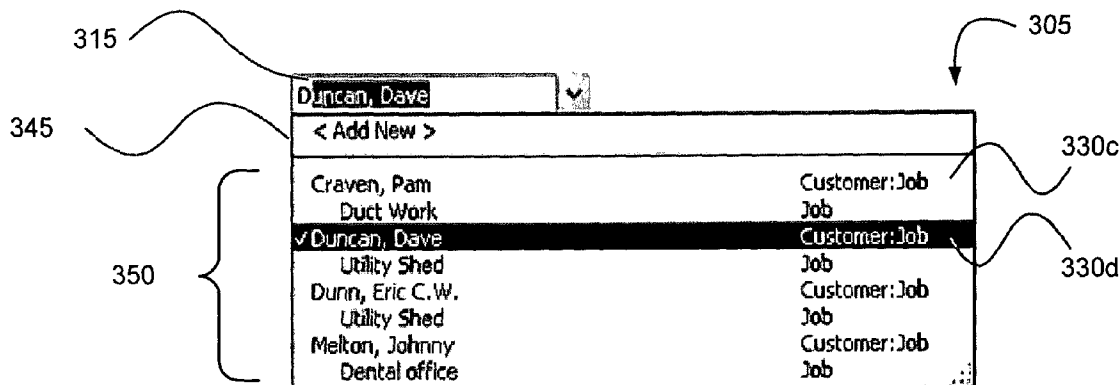 315
305
Duncan, Dave
345
< Add New >
330c
Craven, Pam Customer:Job
Duct Work Job
✓ Duncan, Dave Customer:Job
330d
Utility Shed Job
350
Dunn, Eric C.W. Customer:Job
Utility Shed Job
Melton, Johnny Customer:Job
Dental office Job